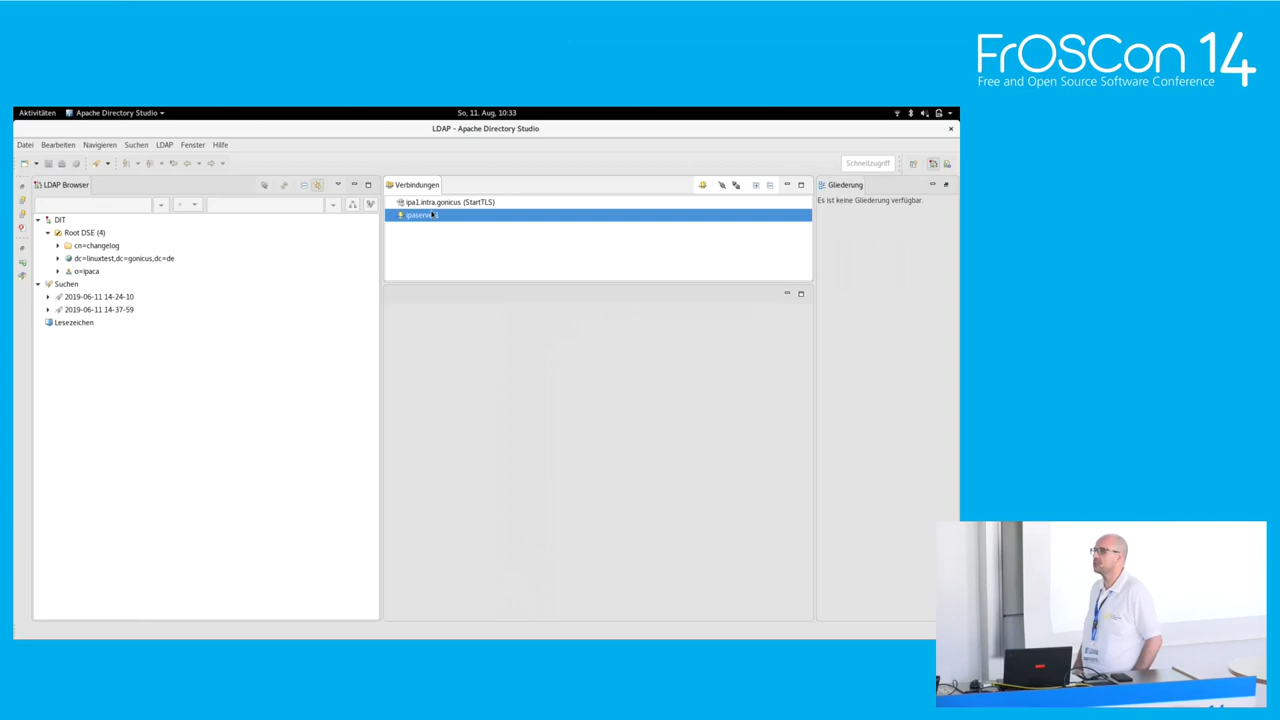 FrOSCon 14
Free and Open Source Software Conference
Aktivitäten
Apache Directory Studio
So, 11. Aug, 10:33
LDAP - Apache Directory Studio
Datei Bearbeiten Navigieren Suchen LDAP Fenster Hilfe
Schnellzugriff
LDAP Browser
Verbindungen
Gliederung
DIT
Root DSE (4)
cn=changelog
dc=linuxtest,dc=gonicus,dc=de
o=ipaca
Suchen
2019-06-11 14-24-10
2019-06-11 14-37-59
Lesezeichen
ipa1.intra.gonicus (StartTLS)
Es ist keine Gliederung verfügbar.